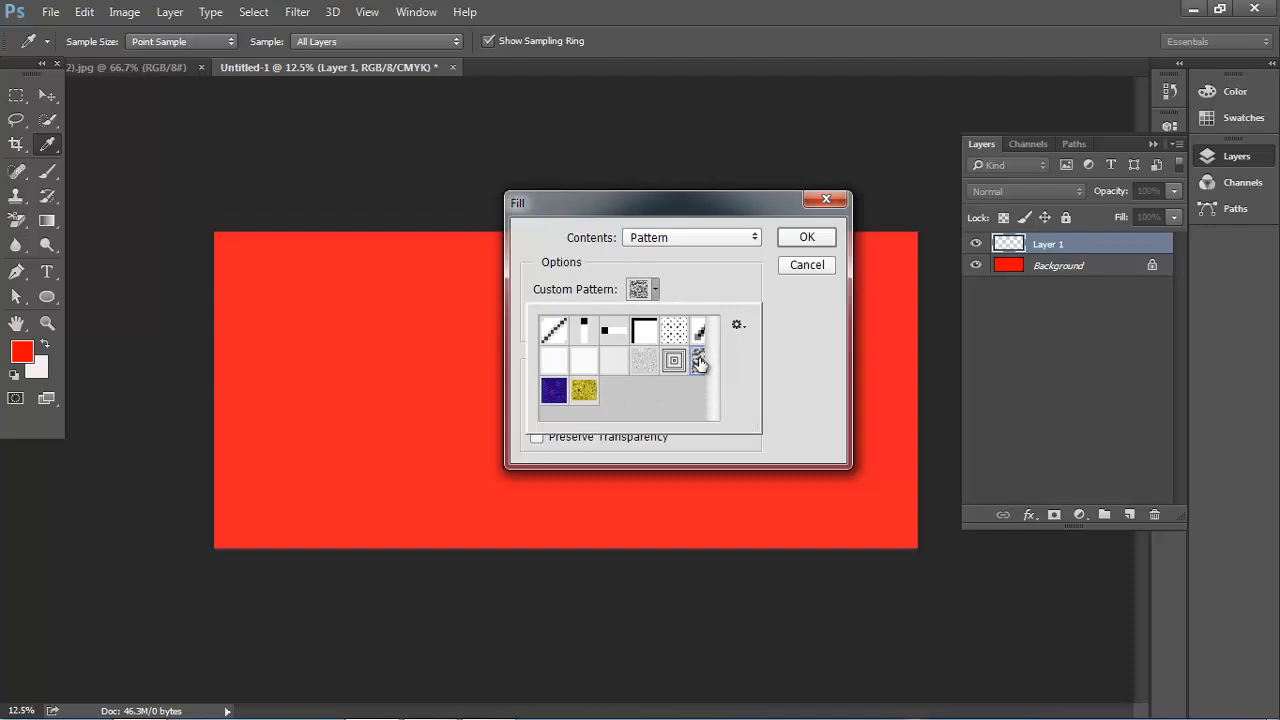 Ps File Edit Image Layer Type Select Filter 3D View Window Help
Sample Size: Point Sample Sample: All Layers Show Sampling Ring Essentials
2).jpg @ 66.7% (RGB/8#) × Untitled-1 @ 12.5% (Layer 1, RGB/8/CMYK) * ×
Color
Swatches
Layers
Channels
Paths
Layers Channels Paths
Kind
Normal Opacity: 100%
Lock: Fill: 100%
Layer 1
Background
Fill
Contents: Pattern OK
Options Cancel
Custom Pattern:
Preserve Transparency
T
T
fx
12.5% Doc: 46.3M/0 bytes